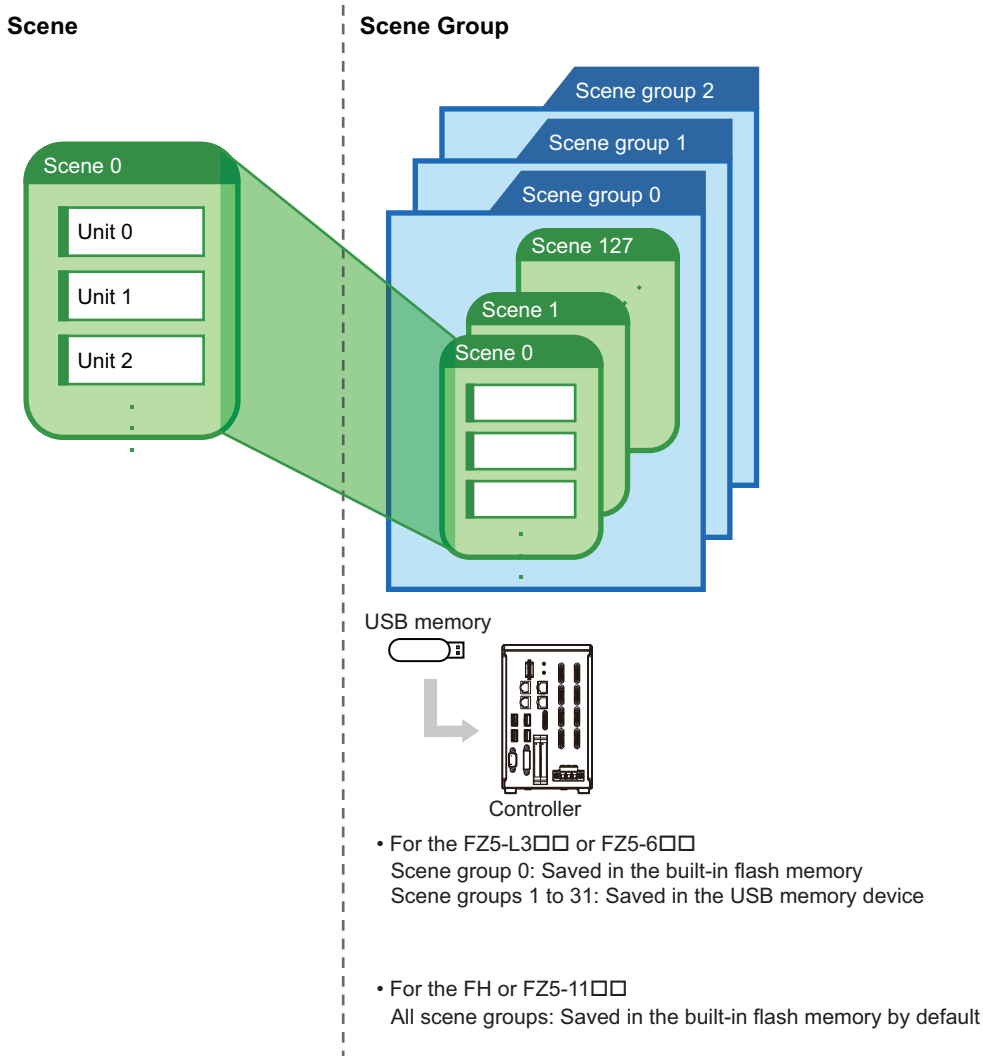 Scene
Scene Group
Scene 0
Unit 0
Unit 1
Unit 2
Scene group 2
Scene group 1
Scene group 0
Scene 127
Scene 1
Scene 0
USB memory
Controller
• For the FZ5-L3□□ or FZ5-6□□
Scene group 0: Saved in the built-in flash memory
Scene groups 1 to 31: Saved in the USB memory device
• For the FH or FZ5-11□□
All scene groups: Saved in the built-in flash memory by default